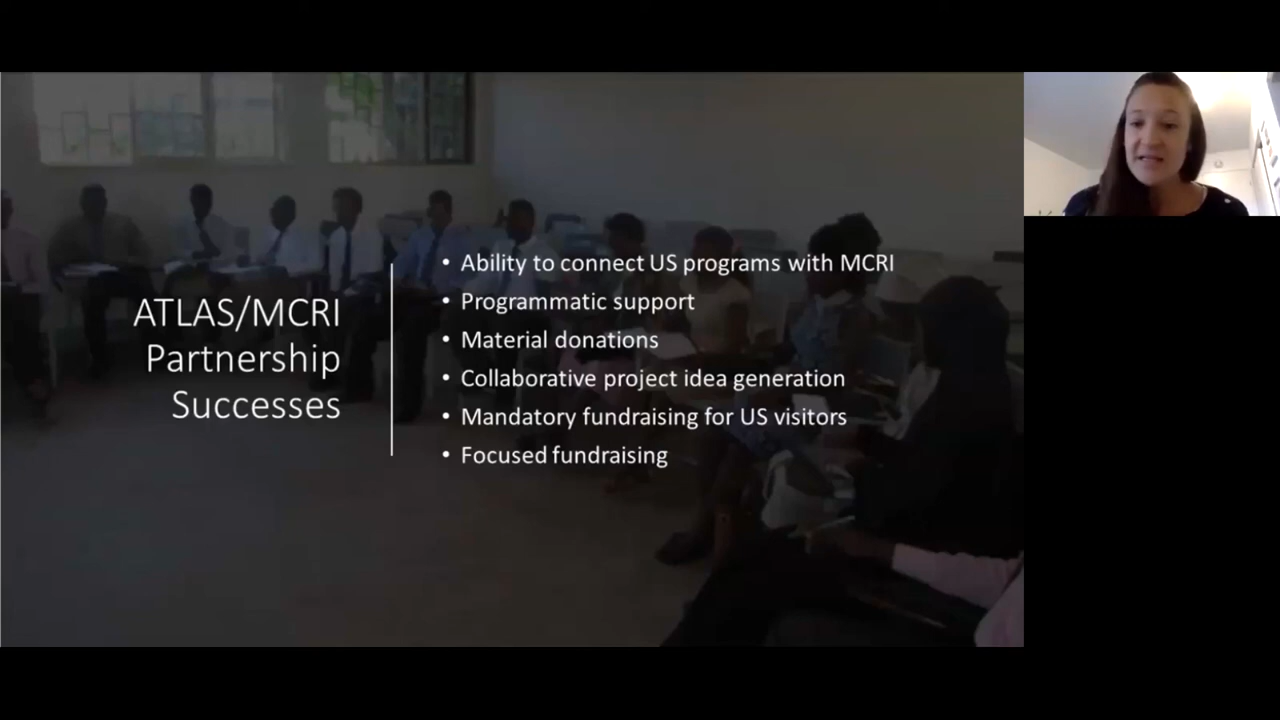 ATLAS/MCRI
Partnership
Successes
• Ability to connect US programs with MCRI
• Programmatic support
• Material donations
• Collaborative project idea generation
• Mandatory fundraising for US visitors
• Focused fundraising